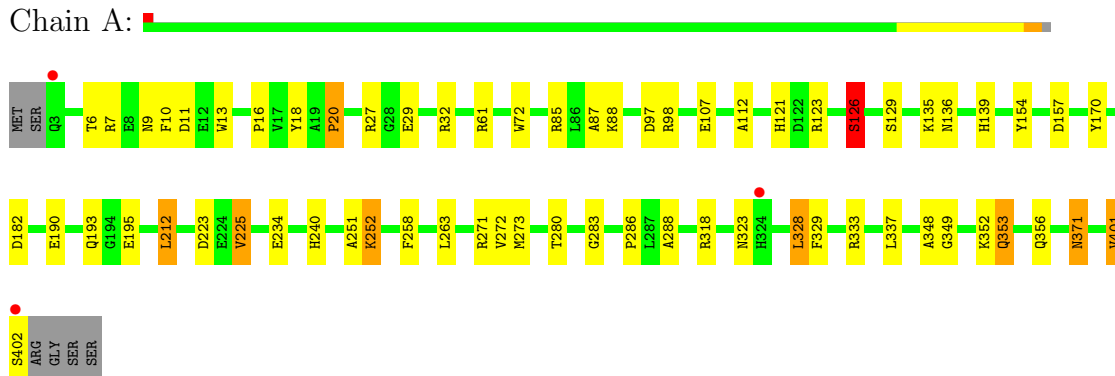 Chain A:
MET SER Q3 T6 R7 E8 N9 F10 D11 E12 W13 P16 V17 Y18 A19 P20 R27 G28 E29 R32 R61 W72 R85 L86 A87 K88 D97 R98 E107 A112 H121 D122 R123 S126 S129 K135 N136 H139 Y154 D157 Y170
D182 E190 Q193 G194 E195 L212 D223 E224 V225 E234 H240 A251 K252 F258 L263 R271 V272 M273 T280 G283 P286 L287 A288 R318 N323 H324 L328 F329 R333 L337 A348 G349 K352 Q353 Q356 N371
S402 ARG GLY SER SER